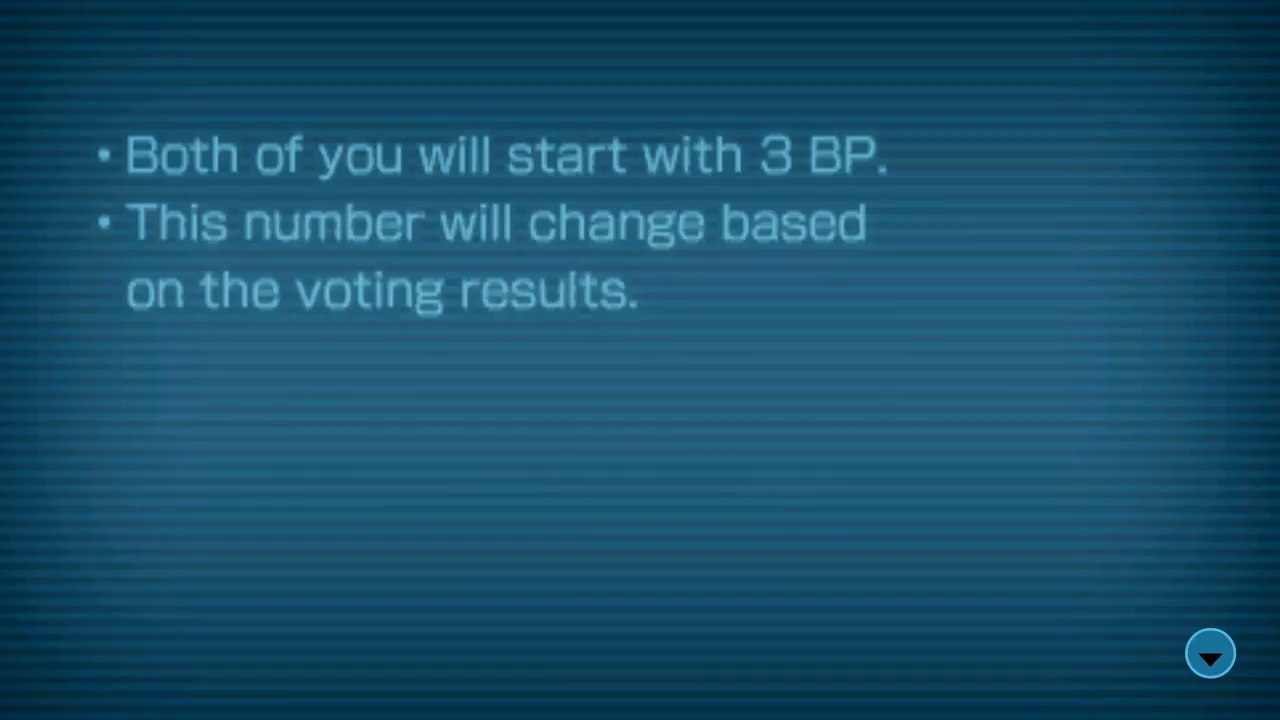 • Both of you will start with 3 BP.
• This number will change based
on the voting results.